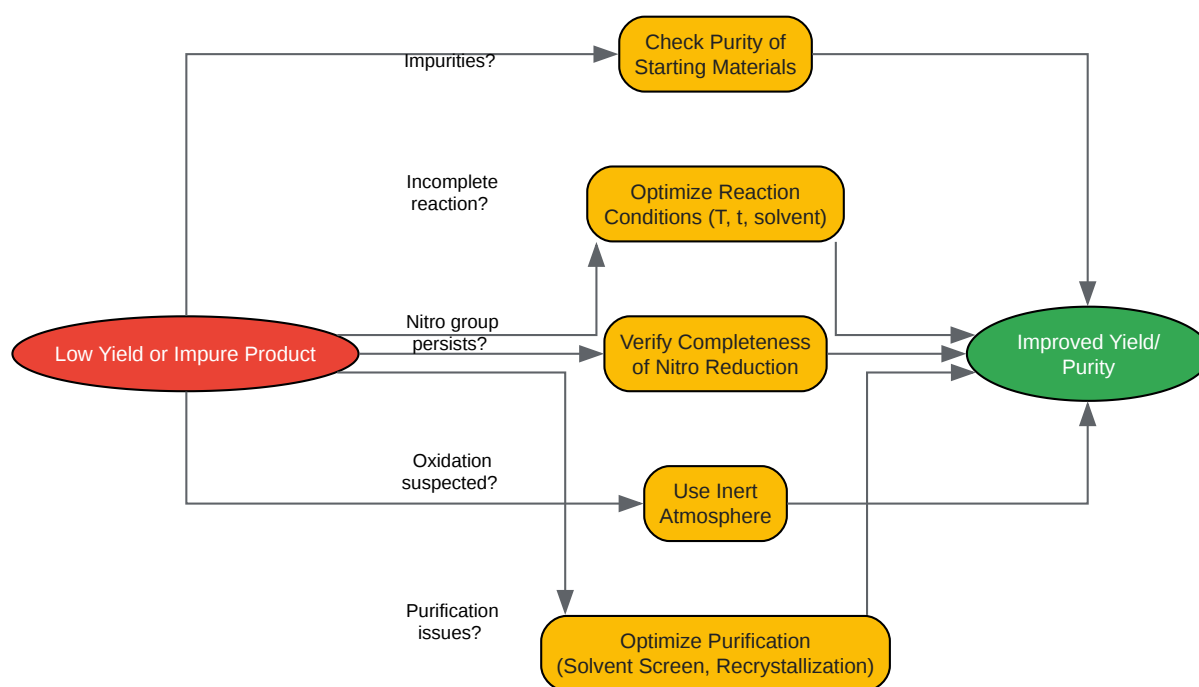 Impurities?
Check Purity of
Starting Materials
Incomplete
reaction?
Optimize Reaction
Conditions (T, t, solvent)
Low Yield or Impure Product
Nitro group
persists?
Verify Completeness
of Nitro Reduction
Improved Yield/
Purity
Oxidation
suspected?
Use Inert
Atmosphere
Purification
issues?
Optimize Purification
(Solvent Screen, Recrystallization)